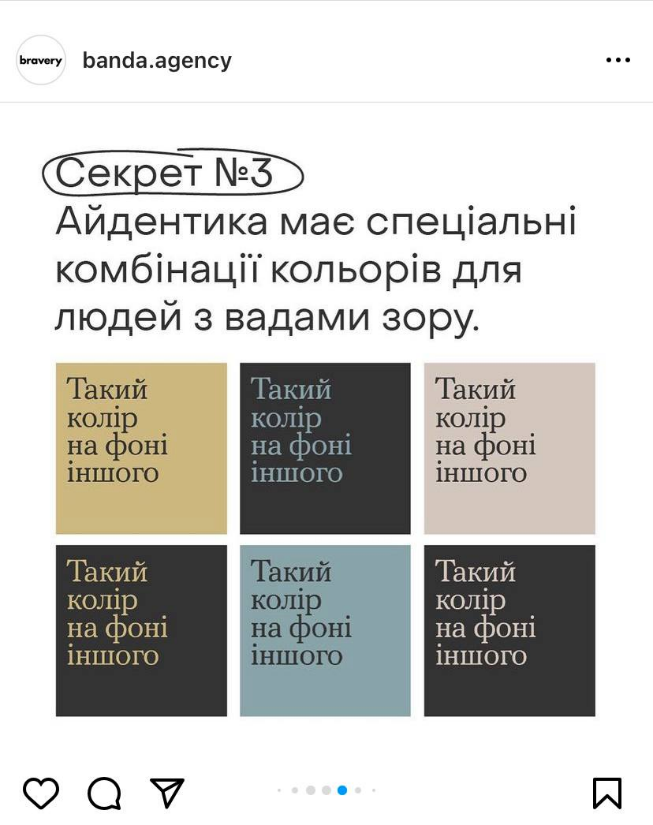 bravery
banda.agency
Секрет №3
Айдентика має спеціальні
комбінації кольорів для
людей з вадами зору.
Такий
колір
на фоні
іншого
Такий
колір
на фоні
іншого
Такий
колір
на фоні
іншого
Такий
колір
на фоні
іншого
Такий
колір
на фоні
іншого
Такий
колір
на фоні
іншого